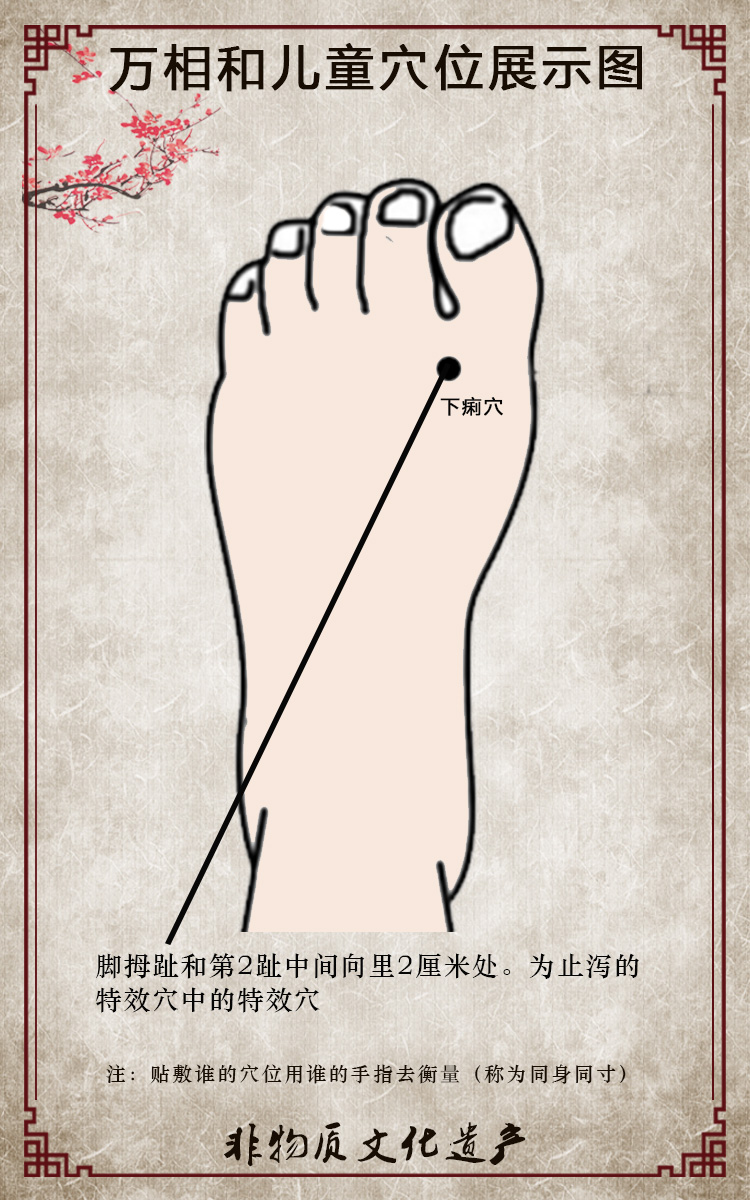 万相和儿童穴位展示图
下痢穴
脚拇趾和第2趾中间向里2厘米处。为止泻的
特效穴中的特效穴
注：贴敷谁的穴位用谁的手指去衡量（称为同身同寸）
非物质文化遗产